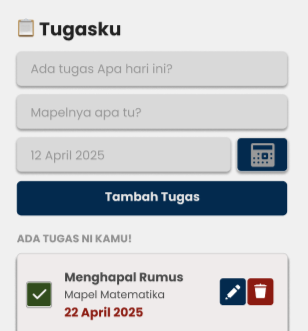 Tugasku
Ada tugas Apa hari ini?
Mapelnya apa tu?
12 April 2025
Tambah Tugas
ADA TUGAS NI KAMU!
Menghapal Rumus
Mapel Matematika
22 April 2025